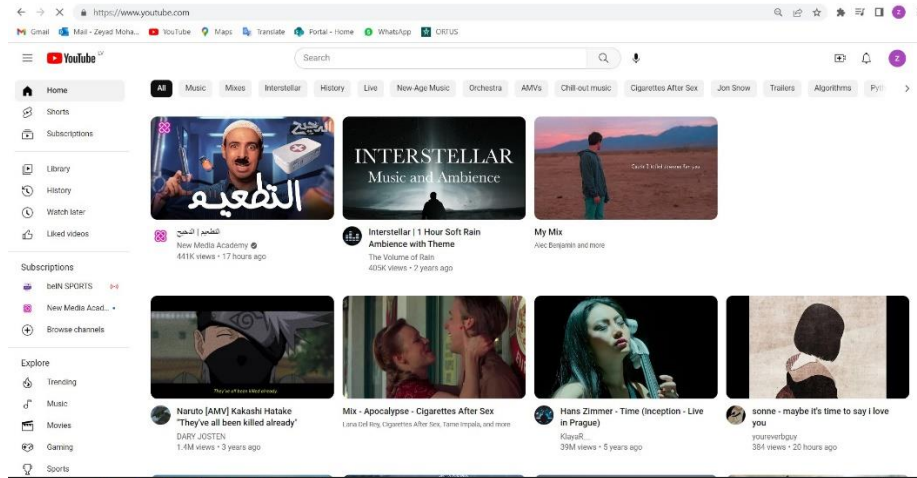 https://www.youtube.com
Gmail Mail - Zeyad Moha... YouTube Maps Translate Portal - Home WhatsApp ORTUS
YouTube
Search
Z
Home
Shorts
Subscriptions
Library
History
Watch later
Liked videos
Subscriptions
beIN SPORTS
New Media Acad...
Browse channels
Explore
Trending
Music
Movies
Gaming
Sports
All Music Mixes Interstellar History Live New-Age Music Orchestra AMVs Chill-out music Cigarettes After Sex Jon Snow Trailers Algorithms Pyth
الدحيح
التطعيم
التطعيم | الدحيح
New Media Academy
441K views • 17 hours ago
INTERSTELLAR
Music and Ambience
Interstellar | 1 Hour Soft Rain
Ambience with Theme
The Volume of Rain
405K views • 2 years ago
My Mix
Alec Benjamin and more
They've all been killed already.
Naruto [AMV] Kakashi Hatake
"They've all been killed already"
DARY JOSTEN
1.4M views • 3 years ago
Mix - Apocalypse - Cigarettes After Sex
Lana Del Rey, Cigarettes After Sex, Tame Impala, and more
Hans Zimmer - Time (Inception - Live
in Prague)
KlayaR...
39M views • 5 years ago
sonne - maybe it's time to say i love
you
youreverbguy
384 views • 20 hours ago